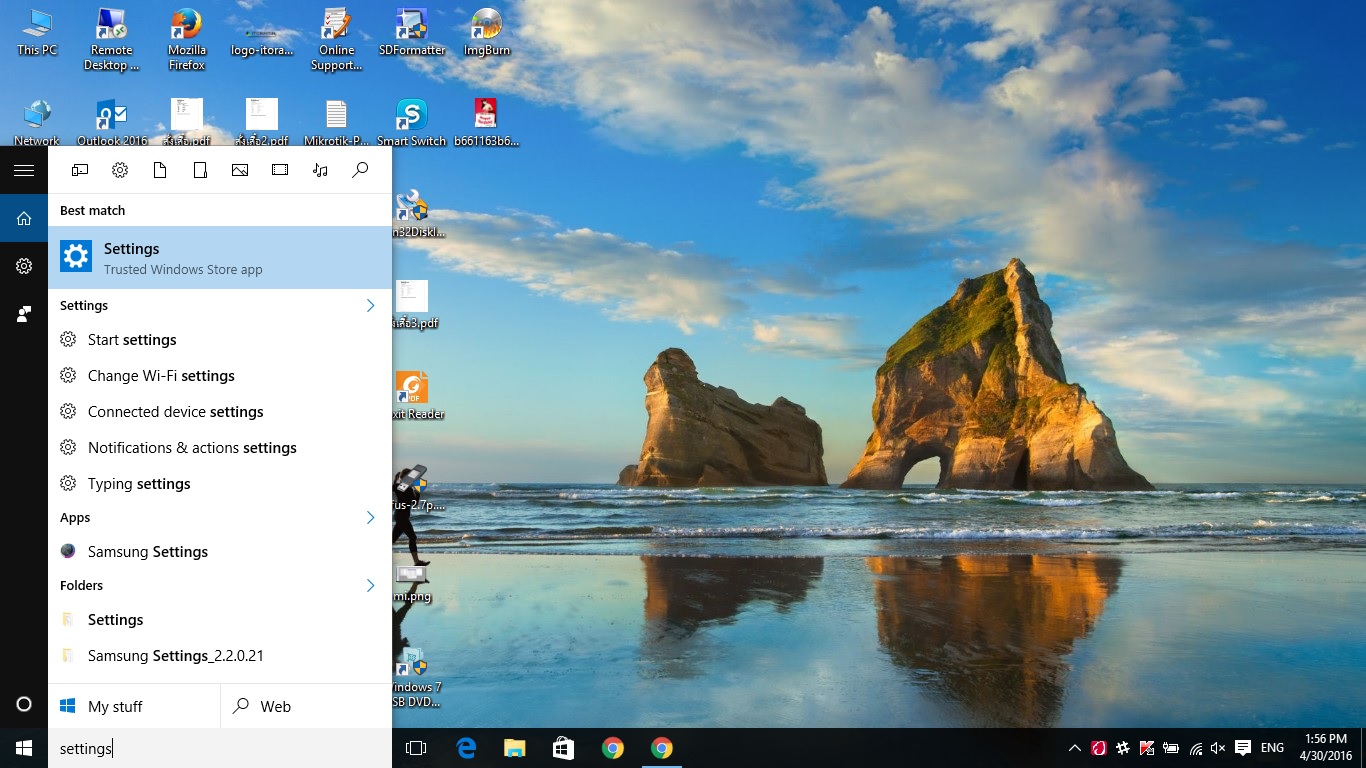 This PC
Remote
Desktop ...
Mozilla
Firefox
logo-itora...
Online
Support...
SDFormatter
ImgBurn
Network
Outlook 2016
สั่งเสื้อ.pdf
สั่งเสื้อ2.pdf
Mikrotik-P...
Smart Switch
b661163b6...
Best match
Settings
Trusted Windows Store app
Settings
Start settings
Change Wi-Fi settings
Connected device settings
Notifications & actions settings
Typing settings
Apps
Samsung Settings
Folders
Settings
Samsung Settings_2.2.0.21
My stuff
Web
settings
n32Diskl...
เสื้อ3.pdf
xit Reader
fus-2.7p....
mi.png
indows 7
SB DVD...
ENG
1:56 PM
4/30/2016